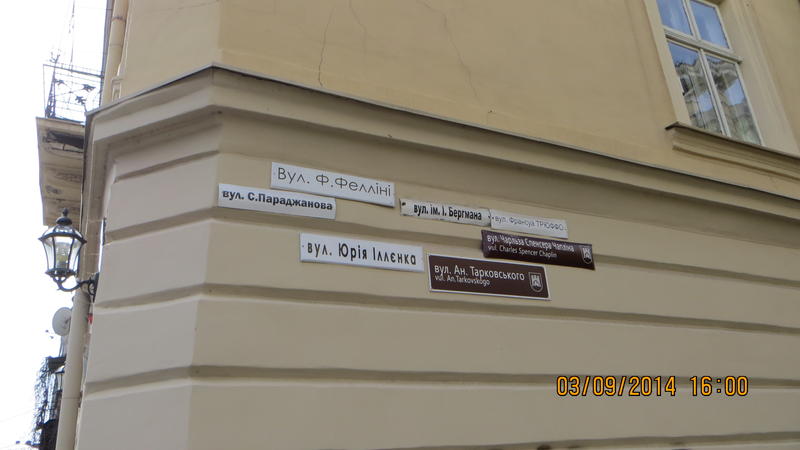 Вул. Ф.Фелліні
вул. С.Параджанова
вул. ім. І. Бергмана
вул. Франсуа ТРЮФФО
вул. Чарльза Спенсера Чапліна
vul. Charles Spencer Chaplin
вул. Юрія Іллєнка
вул. Ан. Тарковського
vul. An.Tarkovskogo
03/09/2014 16:00